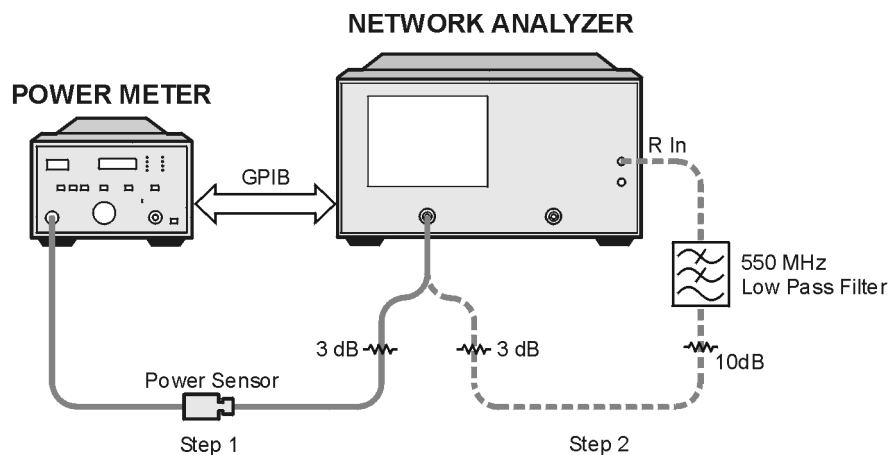 NETWORK ANALYZER
POWER METER
R In
GPIB
550 MHz
Low Pass Filter
3 dB
3 dB
10dB
Power Sensor
Step 1
Step 2